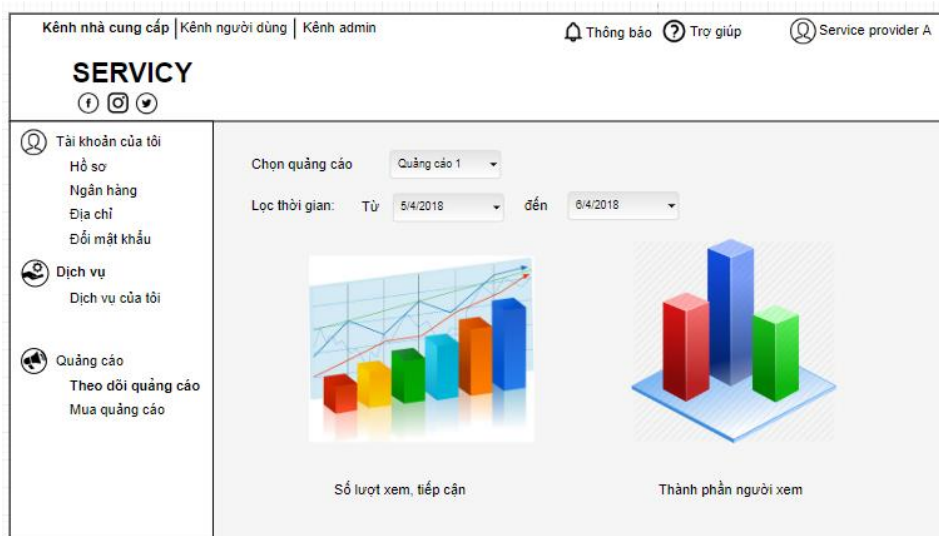 Kênh nhà cung cấp | Kênh người dùng | Kênh admin
Thông báo
? Trợ giúp
Service provider A
SERVICY
Tài khoản của tôi
Hồ sơ
Ngân hàng
Địa chỉ
Đổi mật khẩu
Dịch vụ
Dịch vụ của tôi
Quảng cáo
Theo dõi quảng cáo
Mua quảng cáo
Chọn quảng cáo Quảng cáo 1
Lọc thời gian: Từ 5/4/2018 đến 6/4/2018
Số lượt xem, tiếp cận
Thành phần người xem